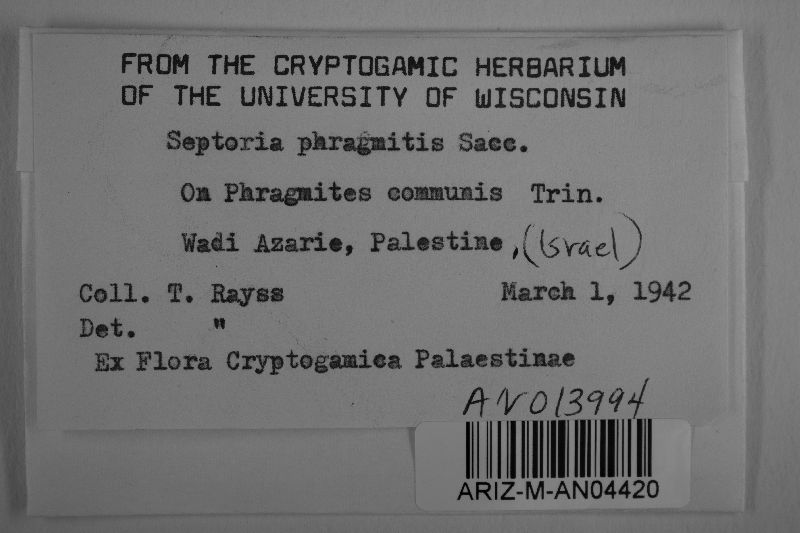 FROM THE CRYPTOGAMIC HERBARIUM
OF THE UNIVERSITY OF WISCONSIN
Septoria phragmitis Sacc.
On Phragmites communis Trin.
Wadi Azarie, Palestine, (Israel)
Coll. T. Rayss March 1, 1942
Det. "
Ex Flora Cryptogamica Palaestinae
AN013994
ARIZ-M-AN04420